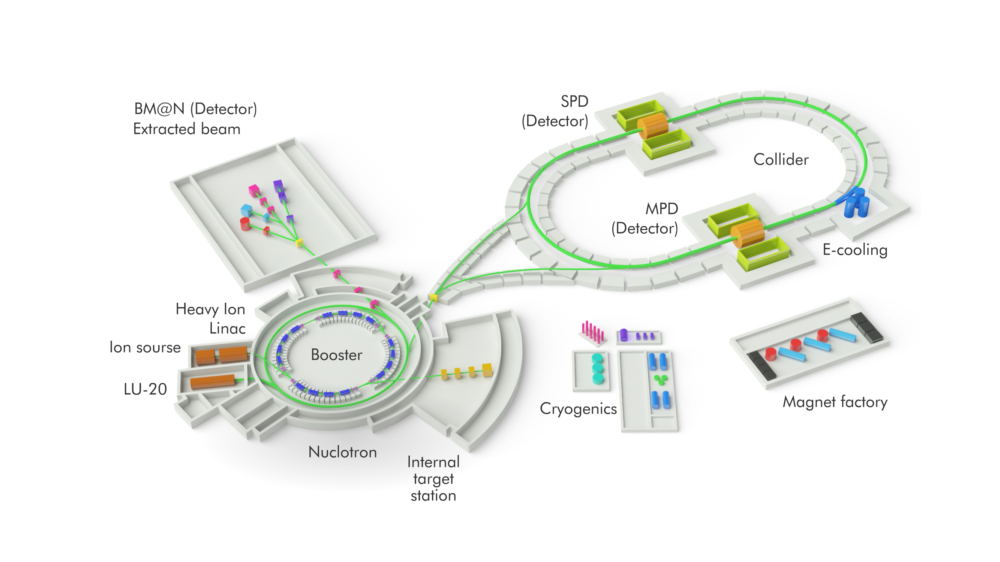 BM@N (Detector)
Extracted beam
SPD
(Detector)
Collider
MPD
(Detector)
E-cooling
Heavy Ion
Linac
Ion sourse
LU-20
Booster
Nuclotron
Internal
target
station
Cryogenics
Magnet factory